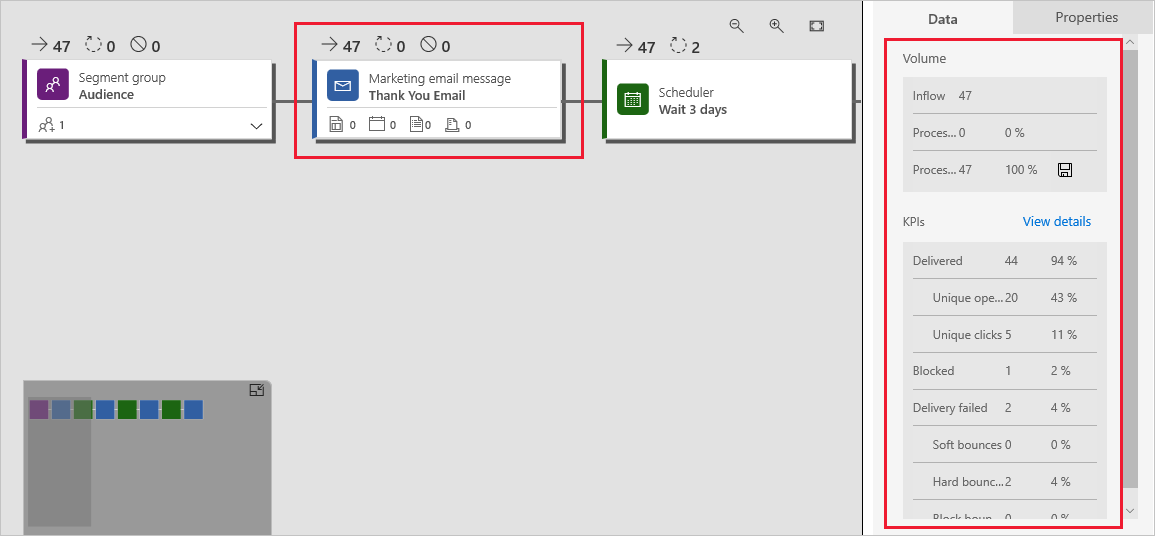 47 0 0
47 0 0
47 2
Segment group
Audience
1
Marketing email message
Thank You Email
0 0 0 0
Scheduler
Wait 3 days
Data
Properties
Volume
Inflow 47
Proces... 0 0 %
Proces... 47 100 %
KPIs View details
Delivered 44 94 %
Unique ope... 20 43 %
Unique clicks 5 11 %
Blocked 1 2 %
Delivery failed 2 4 %
Soft bounces 0 0 %
Hard bounc... 2 4 %
Block boun... 0 0 %